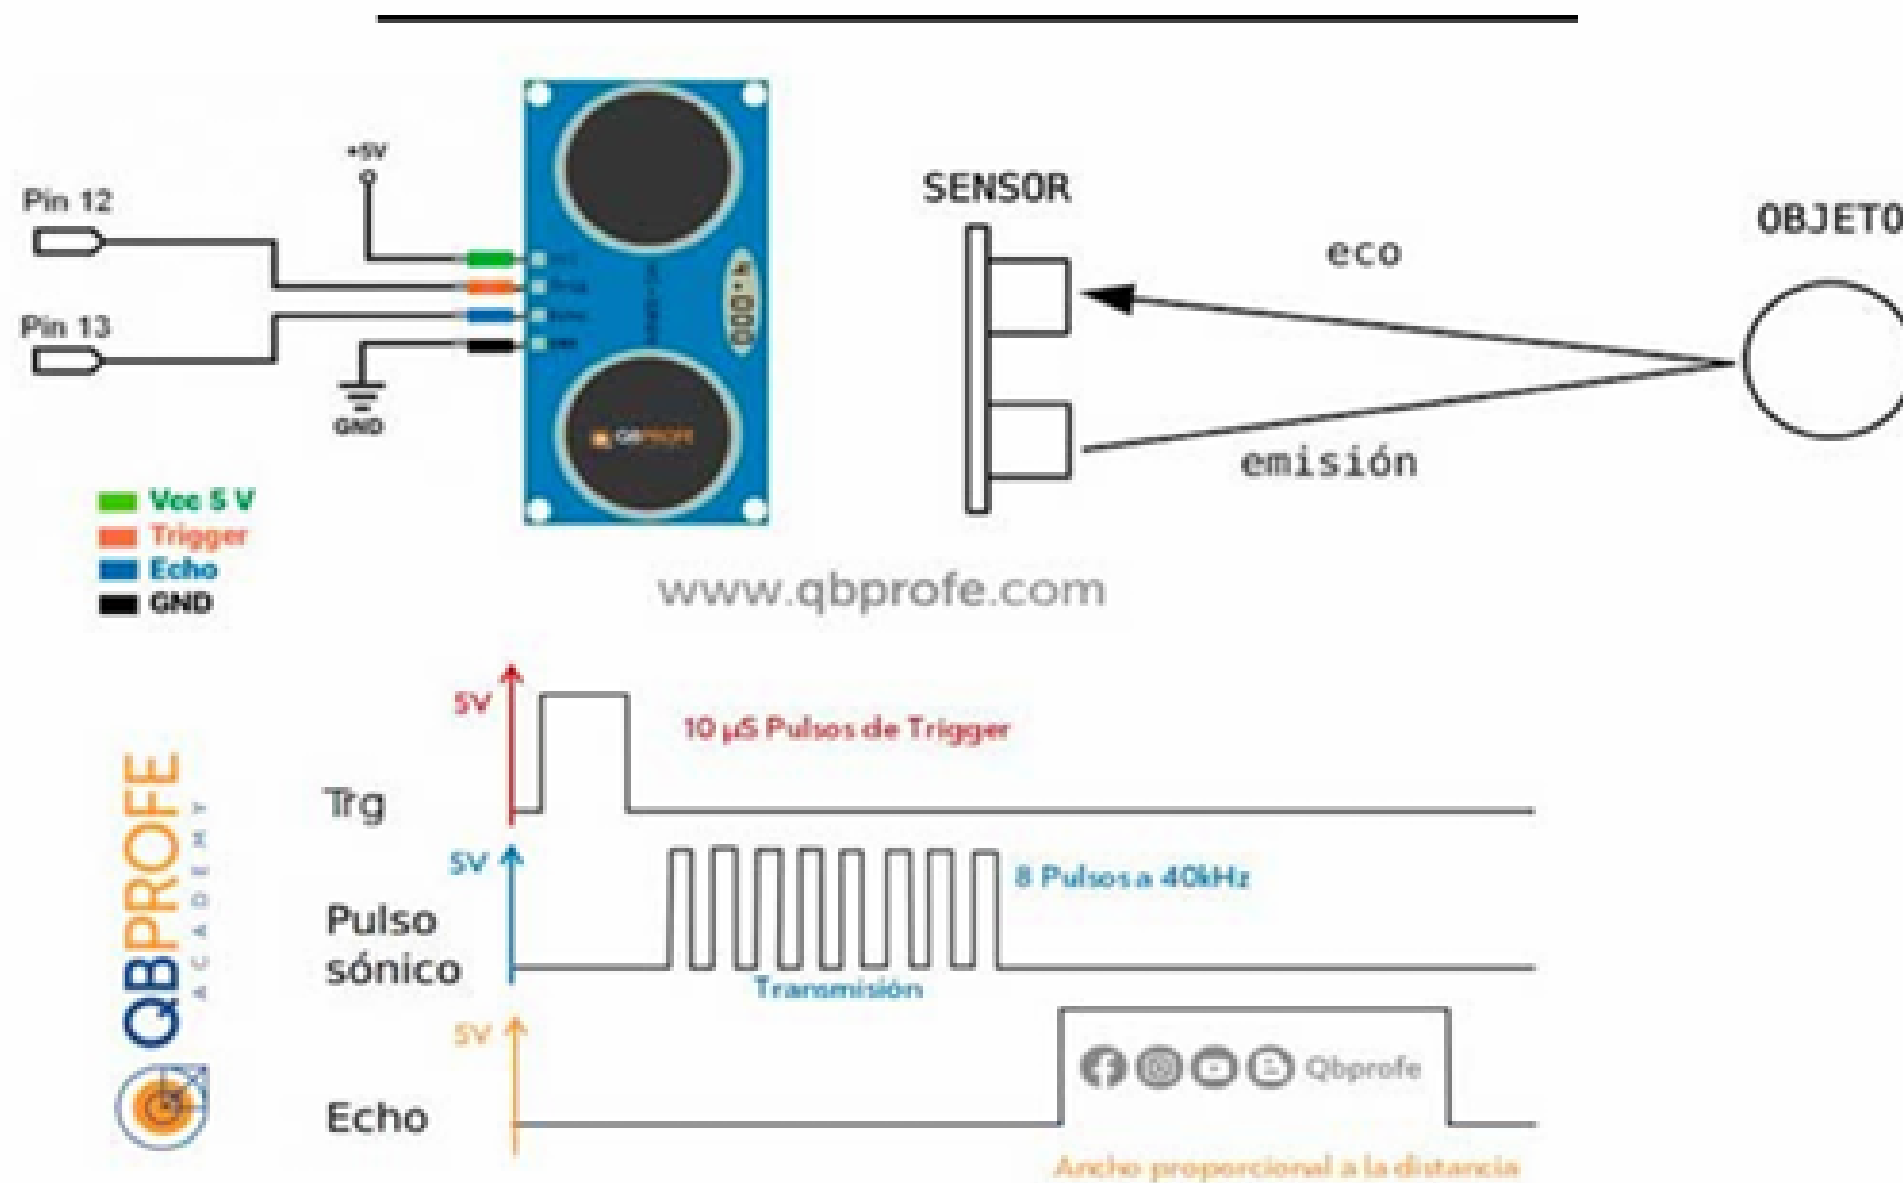 +5V
Pin 12
Pin 13
GND
QBPROFE
Vcc 5 V
Trigger
Echo
GND
SENSOR
OBJETO
eco
emisión
www.qbprofe.com
5V
10 µS Pulsos de Trigger
Trg
5V
8 Pulsos a 40kHz
Pulso
sónico
Transmisión
5V
Qbprofe
Echo
Ancho proporcional a la distancia
QBPROFE
ACADEMY